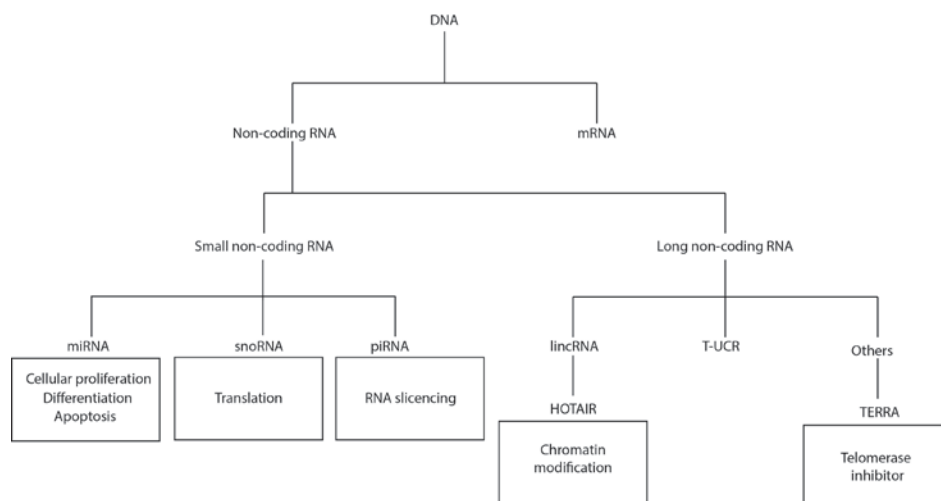 DNA
Non-coding RNA
mRNA
Small non-coding RNA
Long non-coding RNA
miRNA
snoRNA
piRNA
lincRNA
T-UCR
Others
Cellular proliferation
Differentiation
Apoptosis
Translation
RNA slicencing
HOTAIR
TERRA
Chromatin
modification
Telomerase
inhibitor